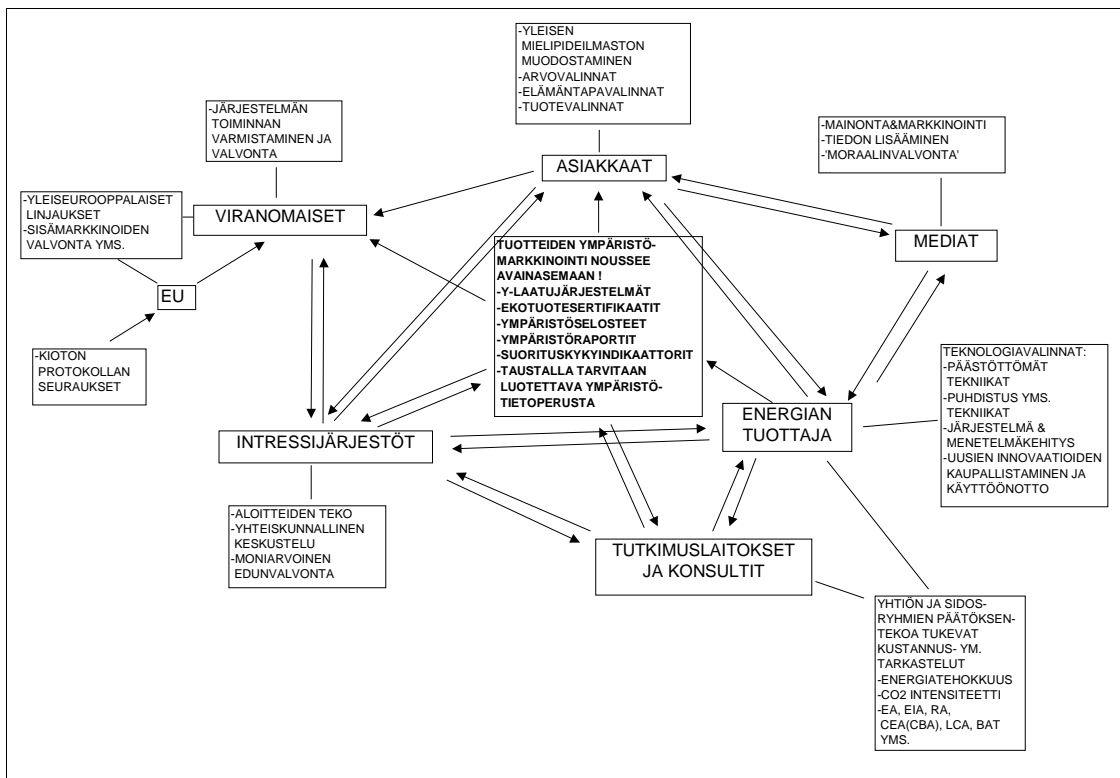 -YLEISEN
MIELIPIDEILMASTON
MUODOSTAMINEN
-ARVOVALINNAT
-ELÄMÄNTAPAVALINNAT
-TUOTEVALINNAT
-JÄRJESTELMÄN
TOIMINNAN
VARMISTAMINEN JA
VALVONTA
-MAINONTA&MARKKINOINTI
-TIEDON LISÄÄMINEN
-'MORAALINVALVONTA'
ASIAKKAAT
-YLEISEUROOPPALAISET
LINJAUKSET
-SISÄMARKKINOIDEN
VALVONTA YMS.
VIRANOMAISET
MEDIAT
TUOTTEIDEN YMPÄRISTÖ-
MARKKINOINTI NOUSSEE
AVAINASEMAAN !
-Y-LAATUJÄRJESTELMÄT
-EKOTUOTESERTIFIKAATIT
-YMPÄRISTÖSELOSTEET
-YMPÄRISTÖRAPORTIT
-SUORITUSKYKYINDIKAATTORIT
-TAUSTALLA TARVITAAN
LUOTETTAVA YMPÄRISTÖ-
TIETOPERUSTA
EU
-KIOTON
PROTOKOLLAN
SEURAUKSET
TEKNOLOGIAVALINNAT:
-PÄÄSTÖTTÖMÄT
TEKNIIKAT
-PUHDISTUS YMS.
TEKNIIKAT
-JÄRJESTELMÄ &
MENETELMÄKEHITYS
-UUSIEN INNOVAATIOIDEN
KAUPALLISTAMINEN JA
KÄYTTÖÖNOTTO
ENERGIAN
TUOTTAJA
INTRESSIJÄRJESTÖT
-ALOITTEIDEN TEKO
-YHTEISKUNNALLINEN
KESKUSTELU
-MONIARVOINEN
EDUNVALVONTA
TUTKIMUSLAITOKSET
JA KONSULTIT
YHTIÖN JA SIDOS-
RYHMIEN PÄÄTÖKSEN-
TEKOA TUKEVAT
KUSTANNUS- YM.
TARKASTELUT
-ENERGIATEHOKKUUS
-CO2 INTENSITEETTI
-EA, EIA, RA,
CEA(CBA), LCA, BAT
YMS.